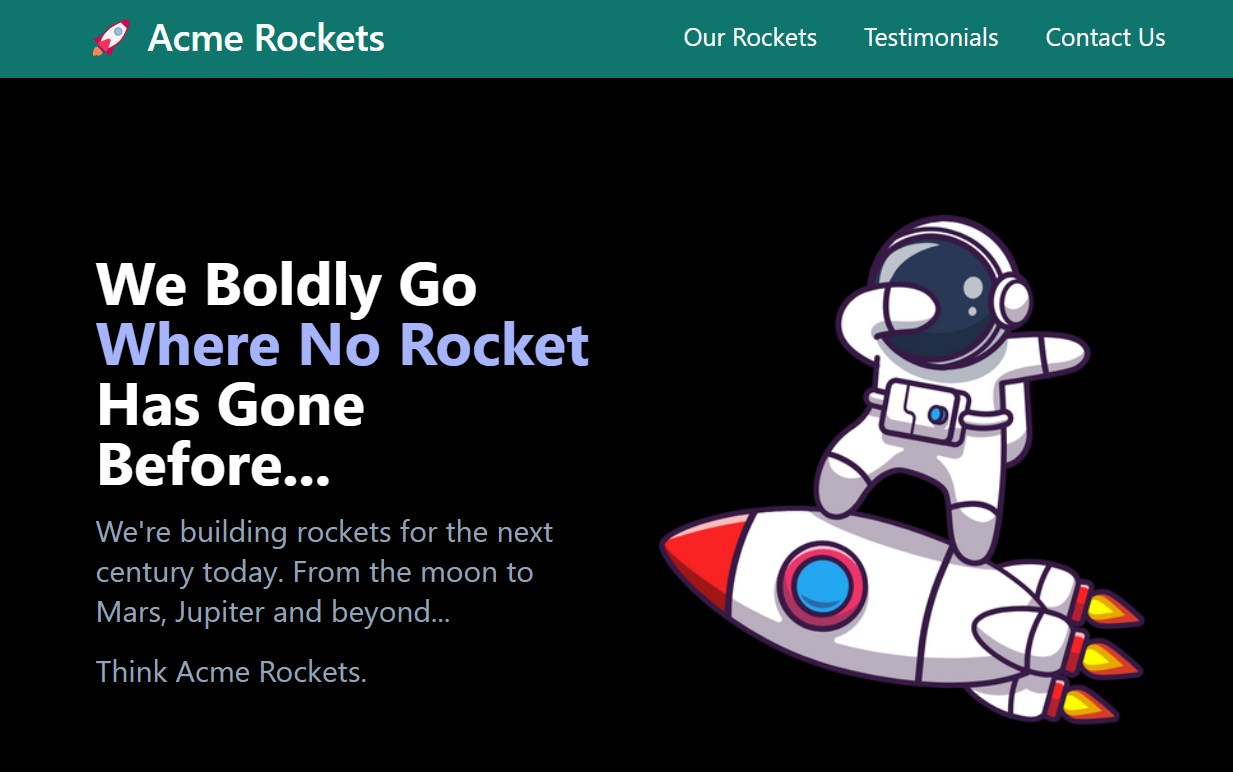 🚀 Acme Rockets
Our Rockets
Testimonials
Contact Us
We Boldly Go
Where No Rocket
Has Gone
Before...
We're building rockets for the next
century today. From the moon to
Mars, Jupiter and beyond...
Think Acme Rockets.